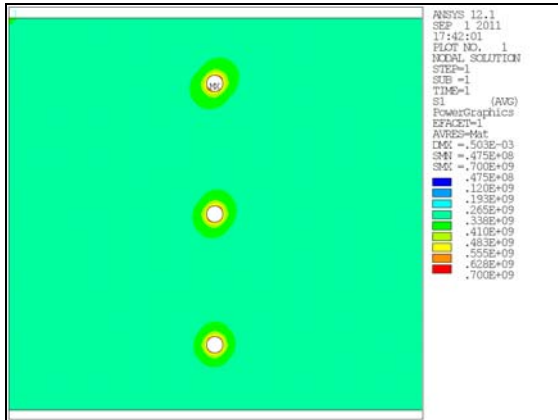 ANSYS 12.1
SEP 1 2011
17:42:01
PLOT NO. 1
NODAL SOLUTION
STEP=1
SUB =1
TIME=1
S1 (AVG)
PowerGraphics
EFACET=1
AVRES=Mat
DMX =.503E-03
SMN =.475E+08
SMX =.700E+09
.475E+08
.120E+09
.193E+09
.265E+09
.338E+09
.410E+09
.483E+09
.555E+09
.628E+09
.700E+09
MX